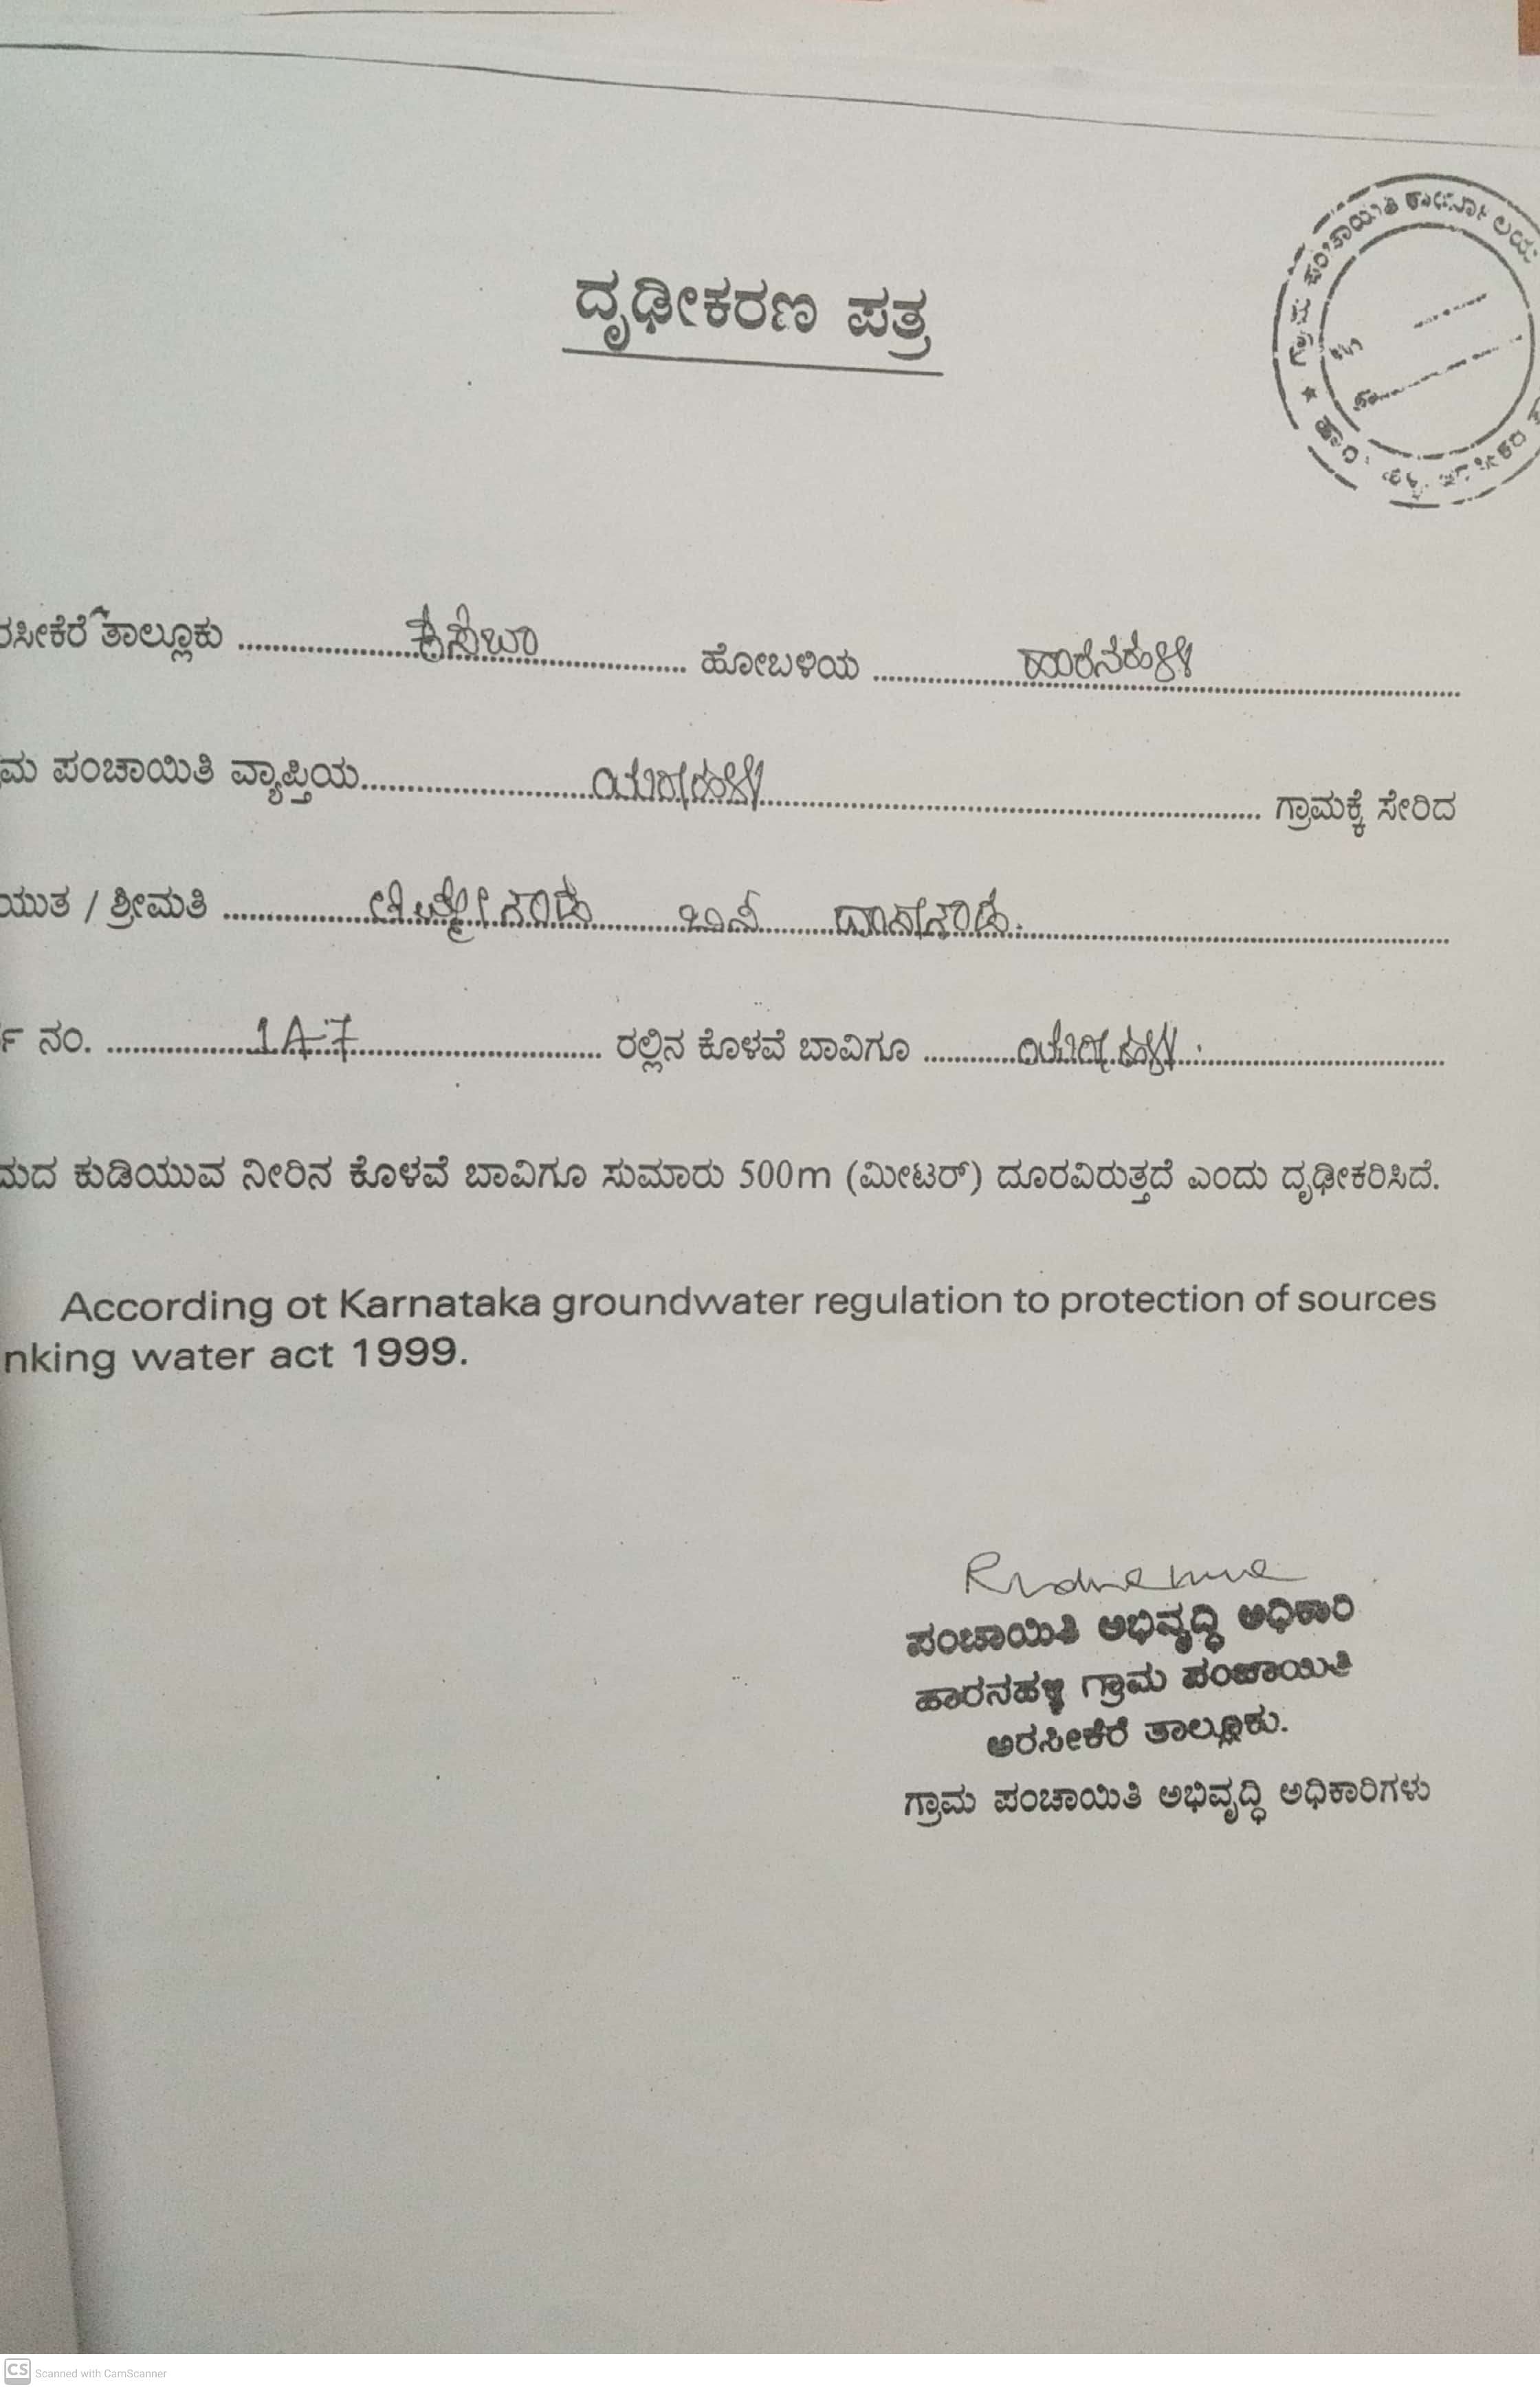 ದೃಢೀಕರಣ ಪತ್ರ
ಗ್ರಾಮ ಪಂಚಾಯಿತಿ ಕಾರ್ಯಾಲಯ
ರಸೀಕೆರೆ ತಾಲ್ಲೂಕು ಕಸಬಾ ಹೋಬಳಿಯ ಹಾರನಹಳ್ಳಿ
ಮ ಪಂಚಾಯಿತಿ ವ್ಯಾಪ್ತಿಯ ಗ್ರಾಮಕ್ಕೆ ಸೇರಿದ
ಯುತ / ಶ್ರೀಮತಿ ಬಿನ್
ರ್ವೆ ನಂ. 147 ರಲ್ಲಿನ ಕೊಳವೆ ಬಾವಿಗೂ
ಮದ ಕುಡಿಯುವ ನೀರಿನ ಕೊಳವೆ ಬಾವಿಗೂ ಸುಮಾರು 500m (ಮೀಟರ್) ದೂರವಿರುತ್ತದೆ ಎಂದು ದೃಢೀಕರಿಸಿದೆ.
According ot Karnataka groundwater regulation to protection of sources
nking water act 1999.
ಪಂಚಾಯಿತಿ ಅಭಿವೃದ್ಧಿ ಅಧಿಕಾರಿ
ಹಾರನಹಳ್ಳಿ ಗ್ರಾಮ ಪಂಚಾಯಿತಿ
ಅರಸೀಕೆರೆ ತಾಲ್ಲೂಕು.
ಗ್ರಾಮ ಪಂಚಾಯಿತಿ ಅಭಿವೃದ್ಧಿ ಅಧಿಕಾರಿಗಳು
CS Scanned with CamScanner